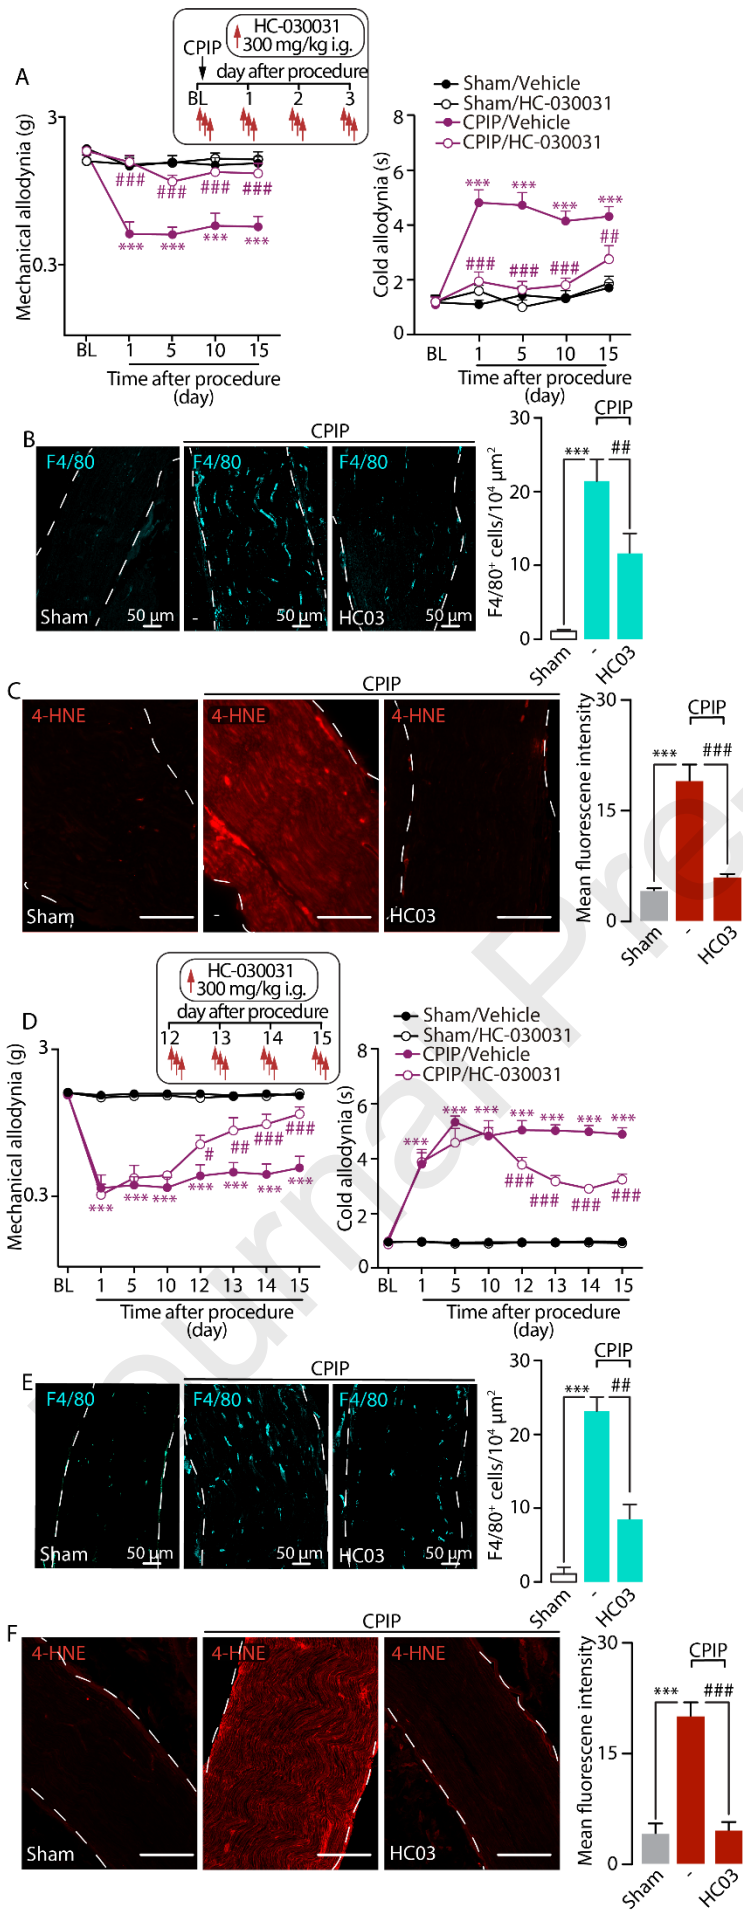 HC-030031
300 mg/kg i.g.
CPIP
day after procedure
BL 1 2 3
A
Mechanical allodynia (g)
3
0.3
###
###
###
###
***
***
***
***
BL 1 5 10 15
Time after procedure
(day)
Sham/Vehicle
Sham/HC-030031
CPIP/Vehicle
CPIP/HC-030031
Cold allodynia (s)
8
6
4
2
0
***
***
***
***
###
###
###
##
BL 1 5 10 15
Time after procedure
(day)
B
CPIP
F4/80
F4/80
F4/80
Sham
50 µm
-
50 µm
HC03
50 µm
F4/80⁺ cells/10⁴ µm²
30
20
10
0
CPIP
***
##
Sham
-
HC03
C
CPIP
4-HNE
4-HNE
4-HNE
Sham
-
HC03
Mean fluorescene intensity
30
15
0
CPIP
***
###
Sham
-
HC03
HC-030031
300 mg/kg i.g.
day after procedure
12 13 14 15
D
Mechanical allodynia (g)
3
0.3
#
##
###
###
***
***
***
***
***
***
***
BL 1 5 10 12 13 14 15
Time after procedure
(day)
Sham/Vehicle
Sham/HC-030031
CPIP/Vehicle
CPIP/HC-030031
Cold allodynia (s)
8
6
4
2
0
***
***
***
***
***
***
***
###
###
###
###
BL 1 5 10 12 13 14 15
Time after procedure
(day)
E
CPIP
F4/80
F4/80
F4/80
Sham
50 µm
50 µm
HC03
50 µm
F4/80⁺ cells/10⁴ µm²
30
20
10
0
CPIP
***
##
Sham
-
HC03
F
CPIP
4-HNE
4-HNE
4-HNE
Sham
HC03
Mean fluorescene intensity
30
15
0
CPIP
***
###
Sham
-
HC03
Journal Pre